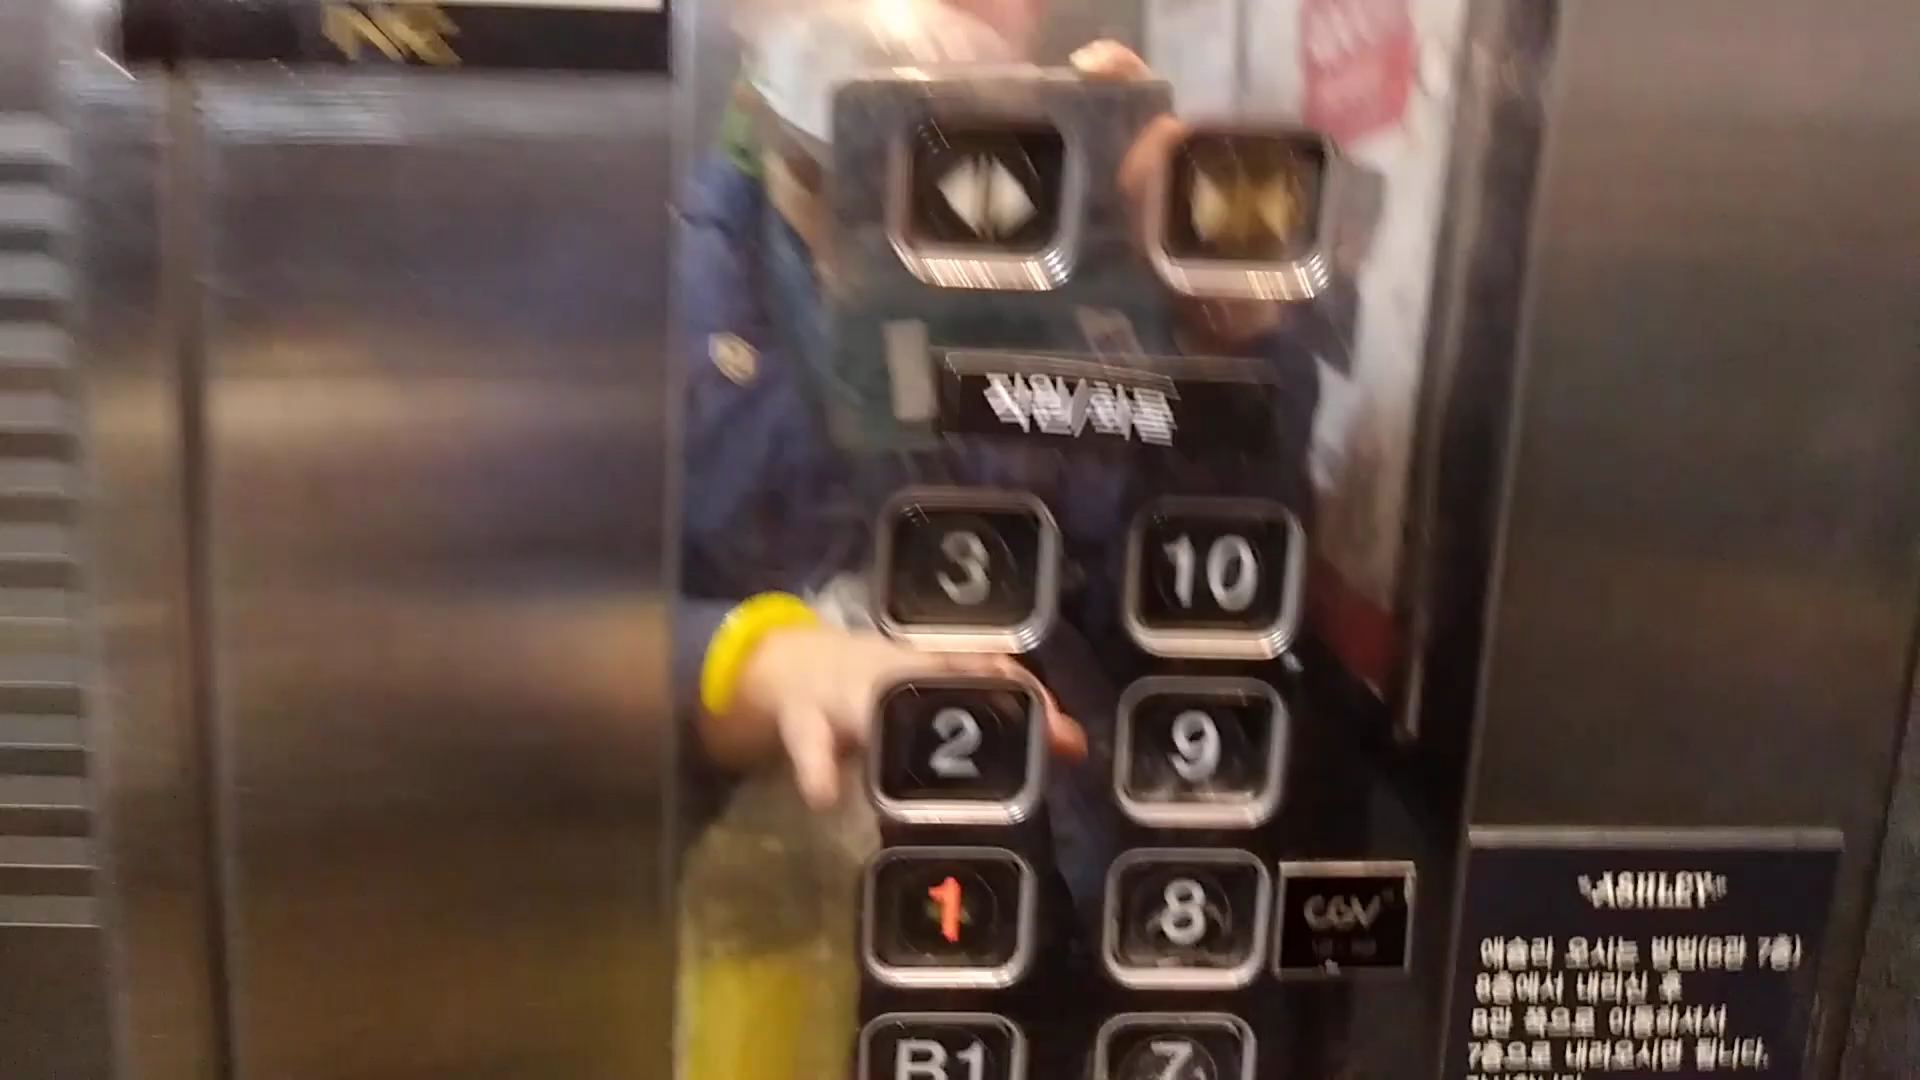 3 10
2 9
1 8 CGV
B1 7
ASHLEY
애슐리 오시는 방법(B관 7층)
8층에서 내리신 후
B관 쪽으로 이동하셔서
7층으로 내려오시면 됩니다.